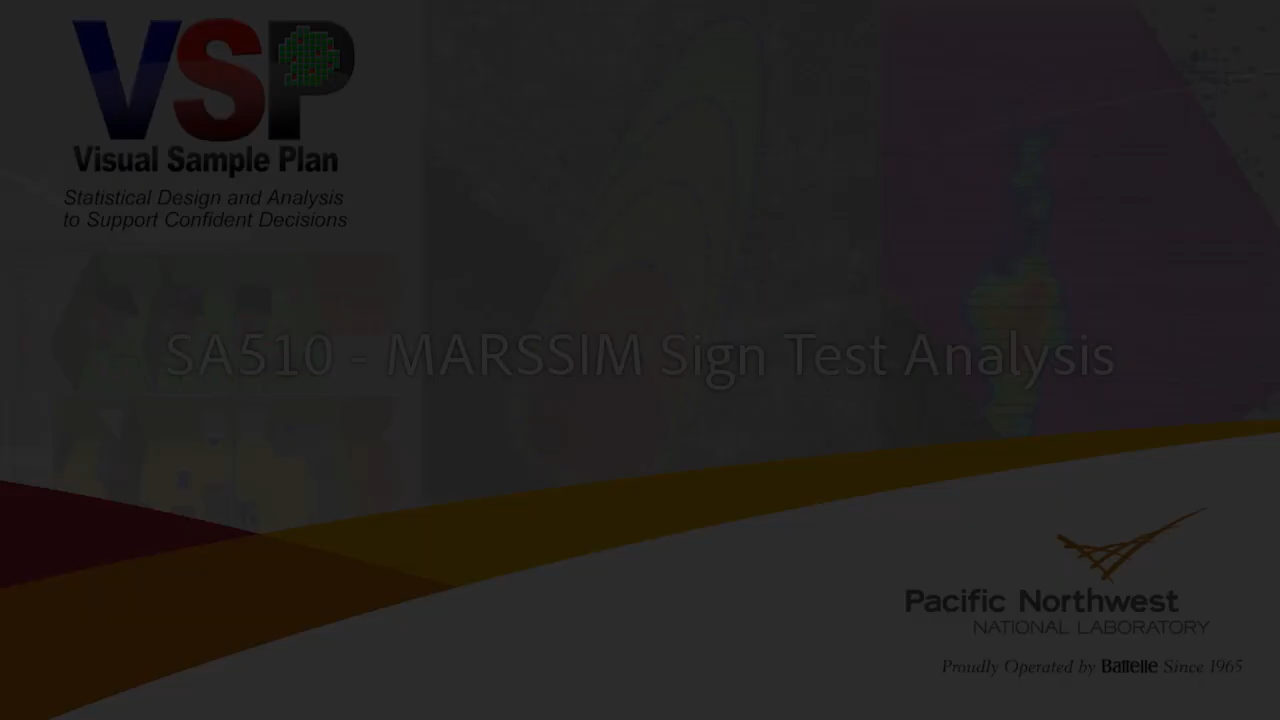 VSP
Visual Sample Plan
Statistical Design and Analysis
to Support Confident Decisions
SA510 - MARSSIM Sign Test Analysis
Pacific Northwest
NATIONAL LABORATORY
Proudly Operated by Battelle Since 1965